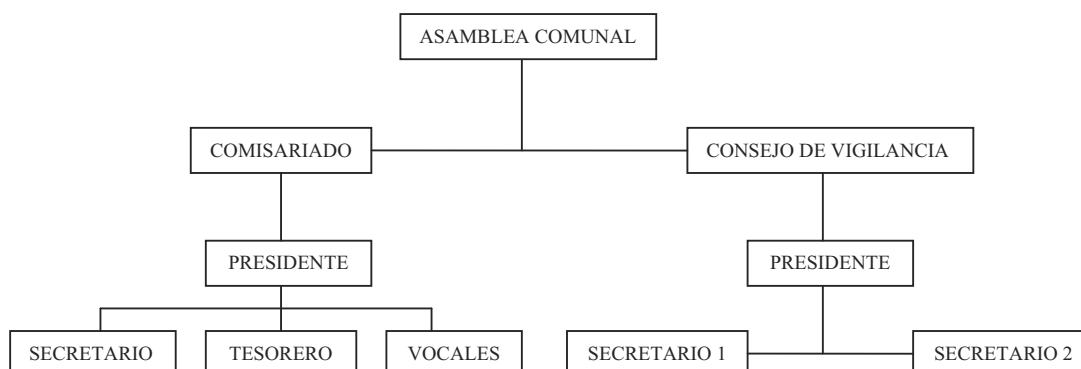 ASAMBLEA COMUNAL
COMISARIADO
CONSEJO DE VIGILANCIA
PRESIDENTE
PRESIDENTE
SECRETARIO
TESORERO
VOCALES
SECRETARIO 1
SECRETARIO 2